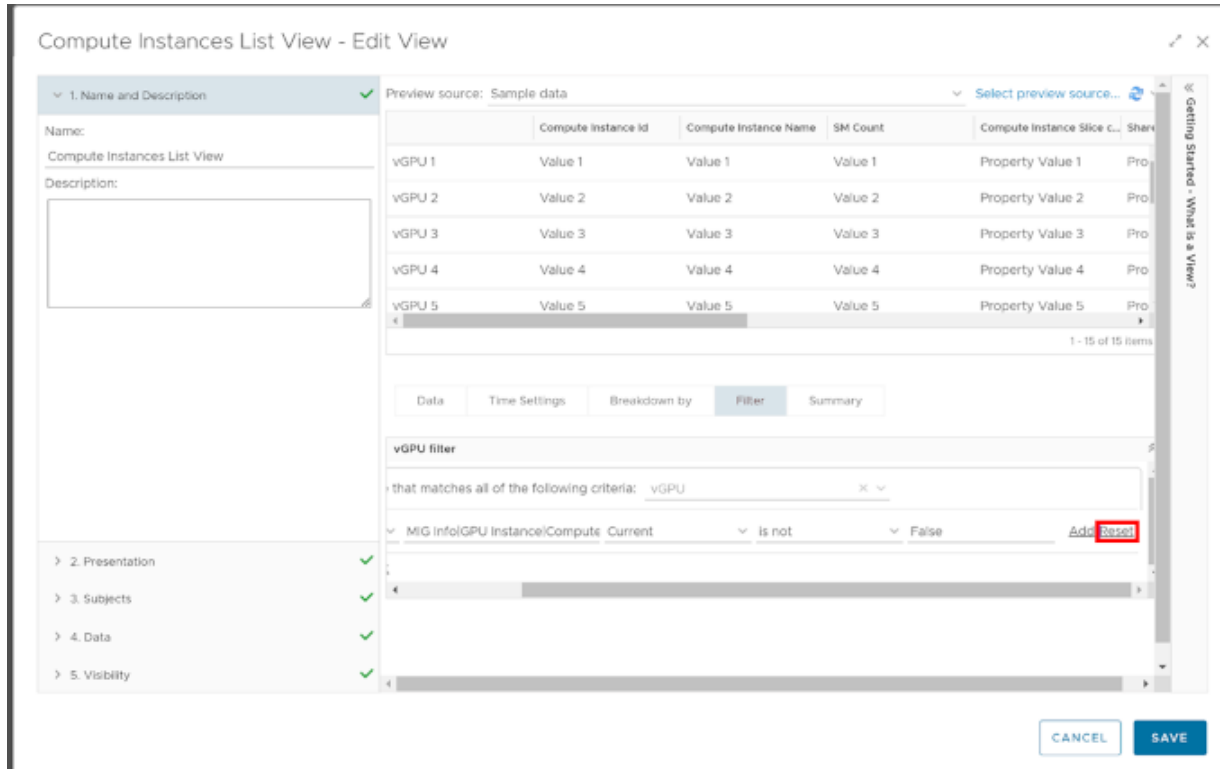 Compute Instances List View - Edit View
1. Name and Description
Name:
Compute Instances List View
Description:
2. Presentation
3. Subjects
4. Data
5. Visibility
Preview source: Sample data Select preview source...
Compute Instance Id Compute Instance Name SM Count Compute Instance Slice c... Share
vGPU 1 Value 1 Value 1 Value 1 Property Value 1 Pro
vGPU 2 Value 2 Value 2 Value 2 Property Value 2 Pro
vGPU 3 Value 3 Value 3 Value 3 Property Value 3 Pro
vGPU 4 Value 4 Value 4 Value 4 Property Value 4 Pro
vGPU 5 Value 5 Value 5 Value 5 Property Value 5 Pro
1 - 15 of 15 items
Data Time Settings Breakdown by Filter Summary
vGPU filter
that matches all of the following criteria: vGPU
MIG Info|GPU Instance|Compute Current is not False Add Reset
Getting Started - What is a View?
CANCEL SAVE